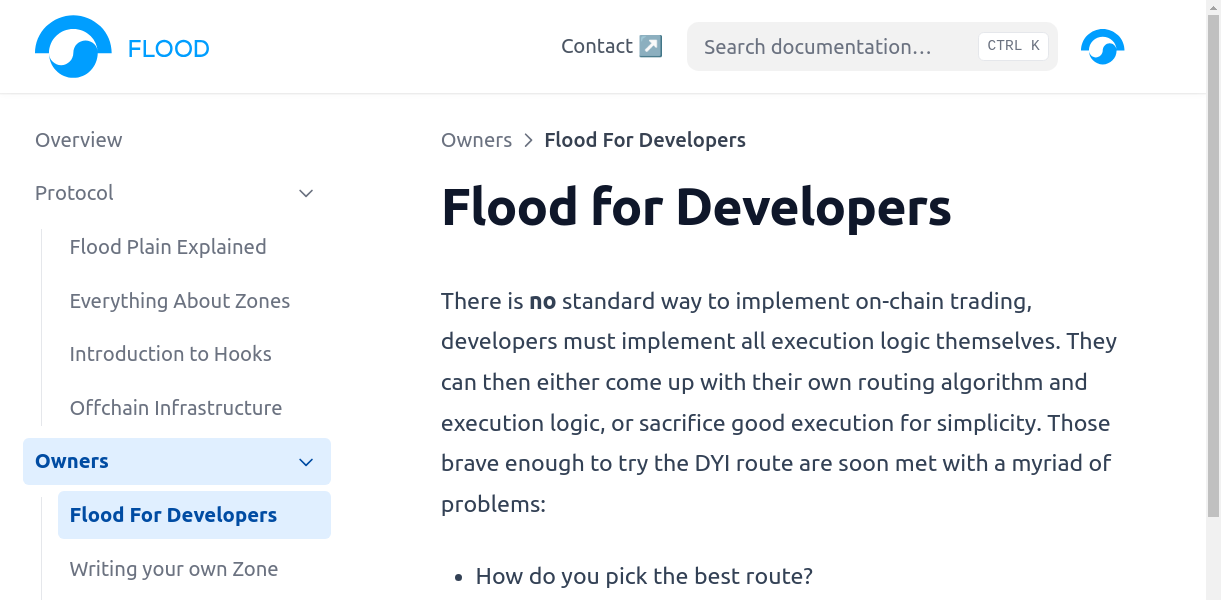 FLOOD
Contact ↗️
Search documentation…
CTRL K
Overview
Protocol
Flood Plain Explained
Everything About Zones
Introduction to Hooks
Offchain Infrastructure
Owners
Flood For Developers
Writing your own Zone
Owners > Flood For Developers
Flood for Developers
There is no standard way to implement on-chain trading,
developers must implement all execution logic themselves. They
can then either come up with their own routing algorithm and
execution logic, or sacrifice good execution for simplicity. Those
brave enough to try the DYI route are soon met with a myriad of
problems:
• How do you pick the best route?